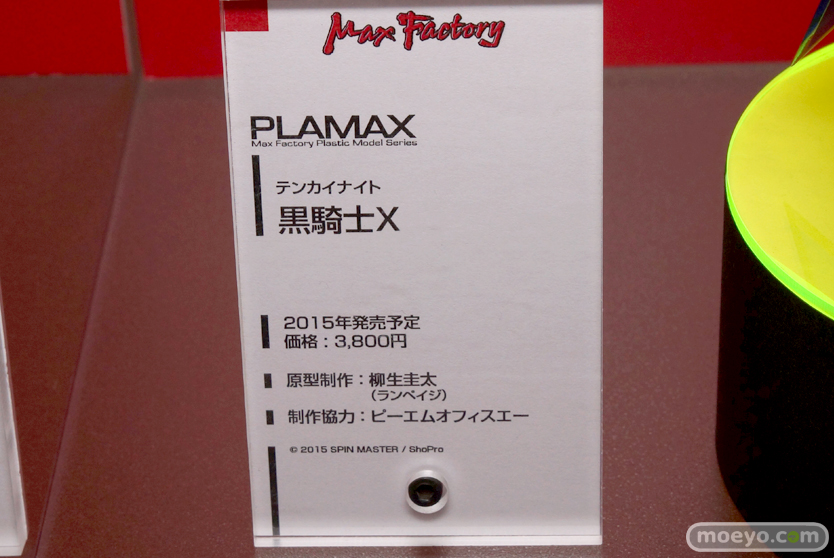 Max Factory
PLAMAX
Max Factory Plastic Model Series
テンカイナイト
黒騎士X
2015年発売予定
価格：3,800円
原型制作：柳生圭太
（ランペイジ）
制作協力：ピーエムオフィスエー
© 2015 SPIN MASTER / ShoPro
moeyo.com